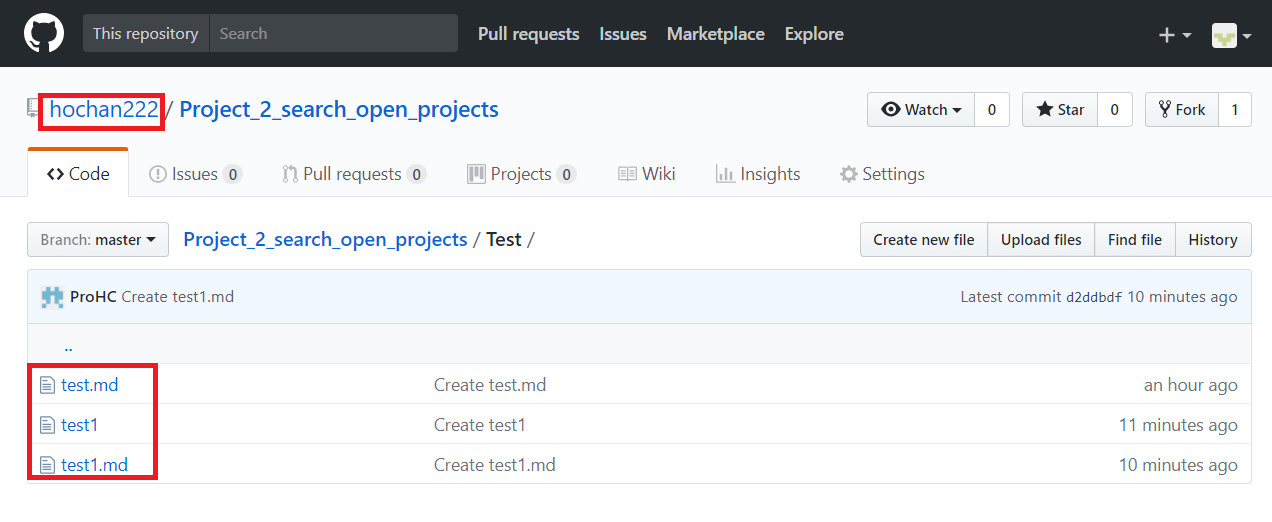 This repository Search Pull requests Issues Marketplace Explore
hochan222 / Project_2_search_open_projects Watch 0 Star 0 Fork 1
Code Issues 0 Pull requests 0 Projects 0 Wiki Insights Settings
Branch: master Project_2_search_open_projects / Test / Create new file Upload files Find file History
ProHC Create test1.md Latest commit d2ddbdf 10 minutes ago
..
test.md Create test.md an hour ago
test1 Create test1 11 minutes ago
test1.md Create test1.md 10 minutes ago